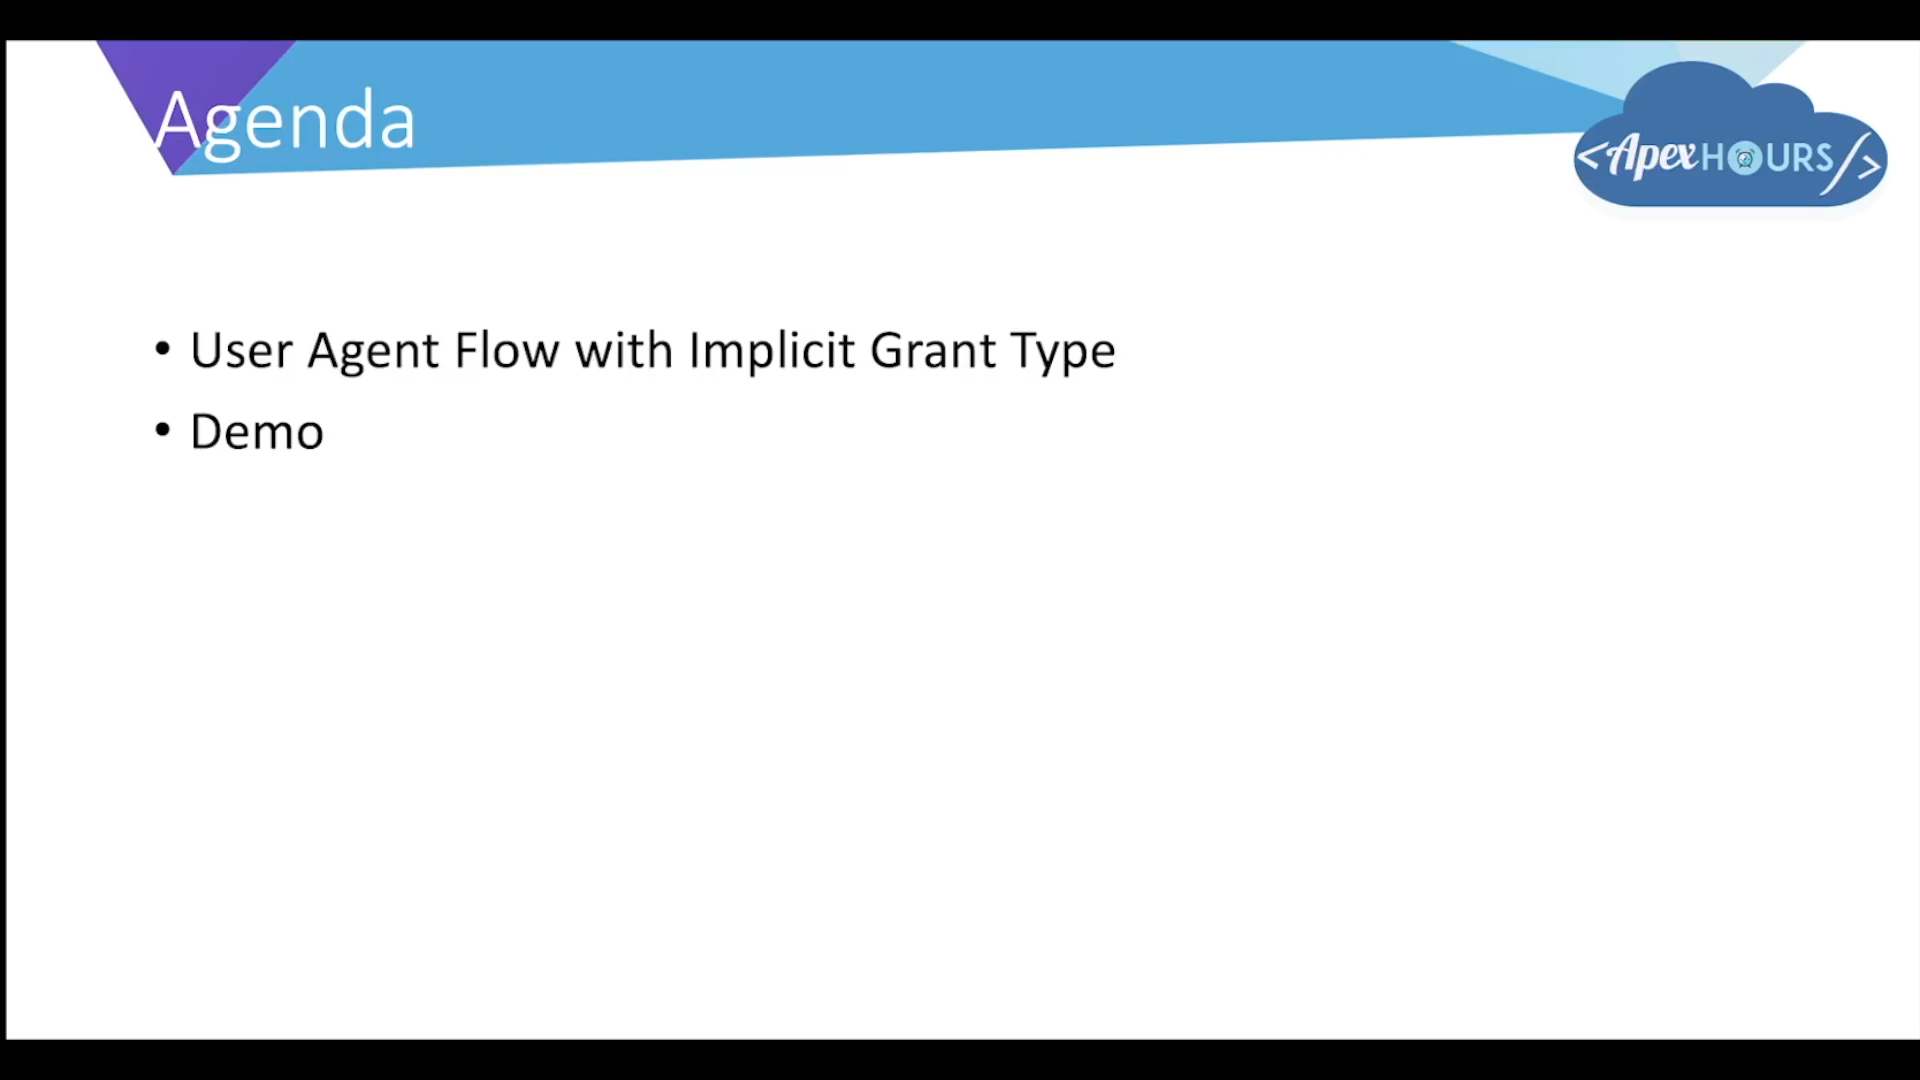 Agenda
<ApexHOURS/>
• User Agent Flow with Implicit Grant Type
• Demo